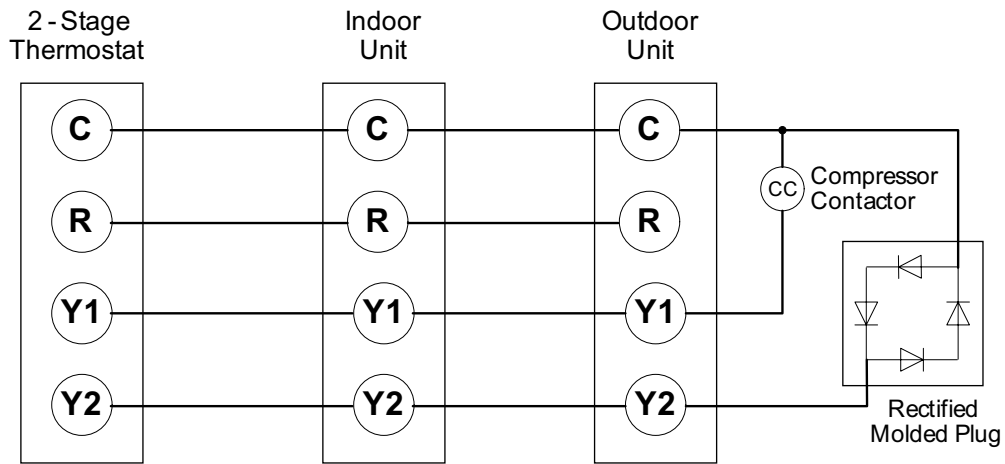 2 - Stage
Thermostat
Indoor
Unit
Outdoor
Unit
C
C
C
CC
Compressor
Contactor
R
R
R
Y1
Y1
Y1
Y2
Y2
Y2
Rectified
Molded Plug